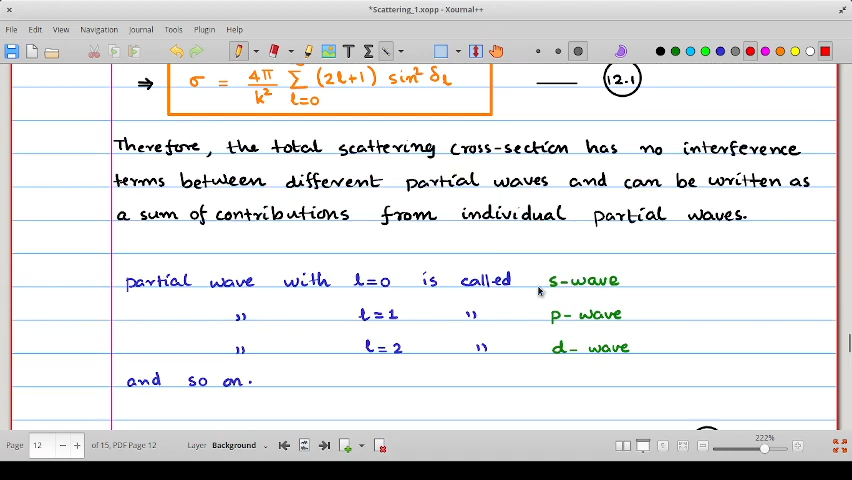 *Scattering_1.xopp - Xournal++
File Edit View Navigation Journal Tools Plugin Help
⇒ σ = 4π/k² Σ l=0 (2l+1) sin² δl —— 12.1
Therefore, the total scattering cross-section has no interference
terms between different partial waves and can be written as
a sum of contributions from individual partial waves.
partial wave with l=0 is called s-wave
" l=1 " p-wave
" l=2 " d-wave
and so on.
Page 12 of 15, PDF Page 12 Layer Background 222%